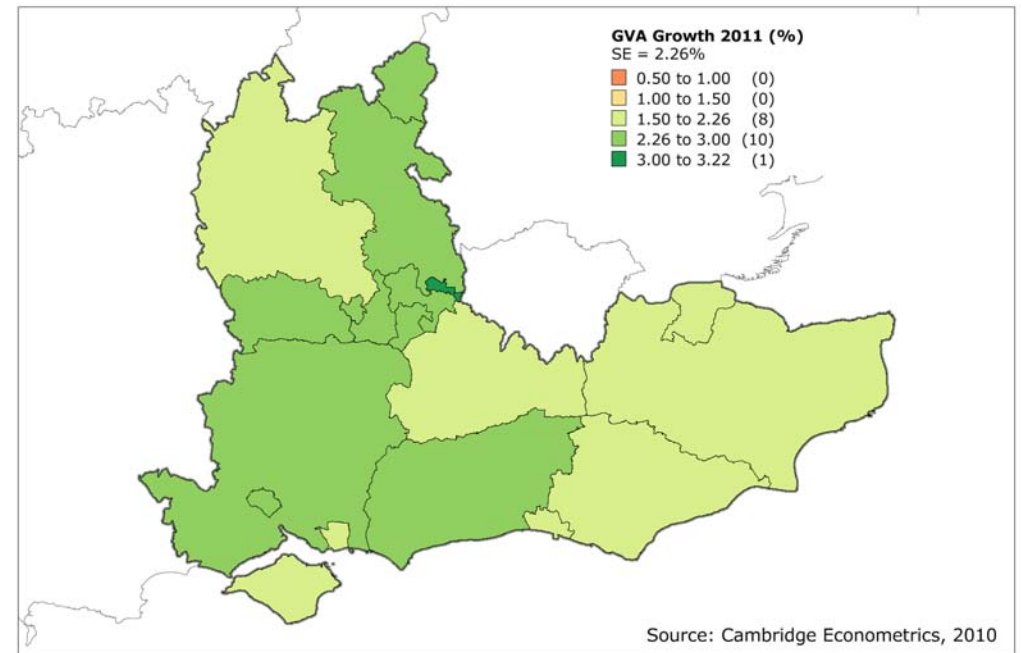 GVA Growth 2011 (%)
SE = 2.26%
0.50 to 1.00 (0)
1.00 to 1.50 (0)
1.50 to 2.26 (8)
2.26 to 3.00 (10)
3.00 to 3.22 (1)
Source: Cambridge Econometrics, 2010